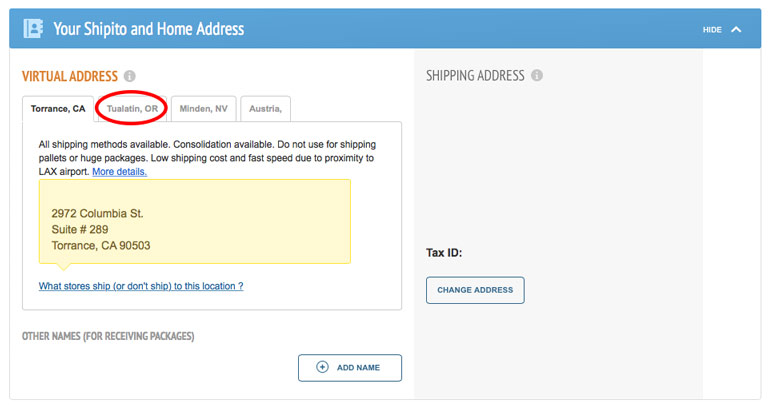 Your Shipito and Home Address
HIDE
VIRTUAL ADDRESS i
Torrance, CA
Tualatin, OR
Minden, NV
Austria,
All shipping methods available. Consolidation available. Do not use for shipping
pallets or huge packages. Low shipping cost and fast speed due to proximity to
LAX airport. More details.
2972 Columbia St.
Suite # 289
Torrance, CA 90503
What stores ship (or don't ship) to this location ?
OTHER NAMES (FOR RECEIVING PACKAGES)
ADD NAME
SHIPPING ADDRESS i
Tax ID:
CHANGE ADDRESS